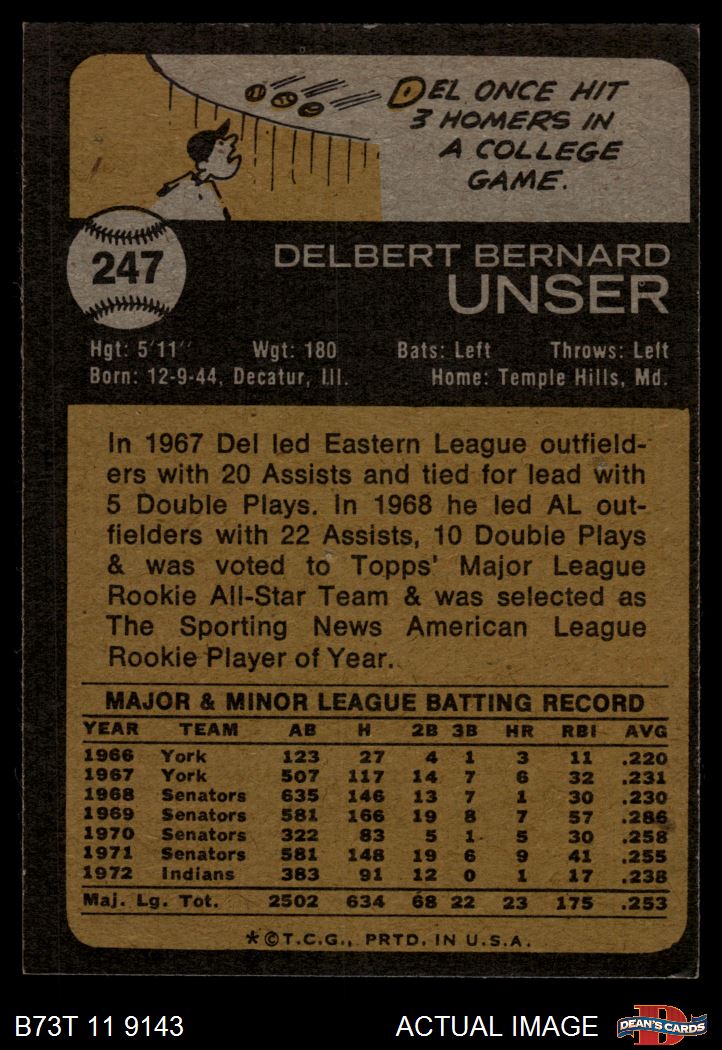 DEL ONCE HIT
3 HOMERS IN
A COLLEGE
GAME.
247
DELBERT BERNARD
UNSER
Hgt: 5'11" Wgt: 180 Bats: Left Throws: Left
Born: 12-9-44, Decatur, Ill. Home: Temple Hills, Md.
In 1967 Del led Eastern League outfield-
ers with 20 Assists and tied for lead with
5 Double Plays. In 1968 he led AL out-
fielders with 22 Assists, 10 Double Plays
& was voted to Topps' Major League
Rookie All-Star Team & was selected as
The Sporting News American League
Rookie Player of Year.
MAJOR & MINOR LEAGUE BATTING RECORD
YEAR TEAM AB H 2B 3B HR RBI AVG
1966 York 123 27 4 1 3 11 .220
1967 York 507 117 14 7 6 32 .231
1968 Senators 635 146 13 7 1 30 .230
1969 Senators 581 166 19 8 7 57 .286
1970 Senators 322 83 5 1 5 30 .258
1971 Senators 581 148 19 6 9 41 .255
1972 Indians 383 91 12 0 1 17 .238
Maj. Lg. Tot. 2502 634 68 22 23 175 .253
*©T.C.G., PRTD. IN U.S.A.
B73T 11 9143 ACTUAL IMAGE D DEAN'S CARDS